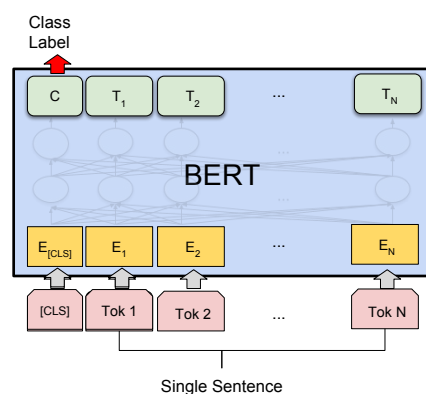 Class
Label
C T1 T2 ... TN
...
BERT
...
E[CLS] E1 E2 ... EN
[CLS] Tok 1 Tok 2 ... Tok N
Single Sentence